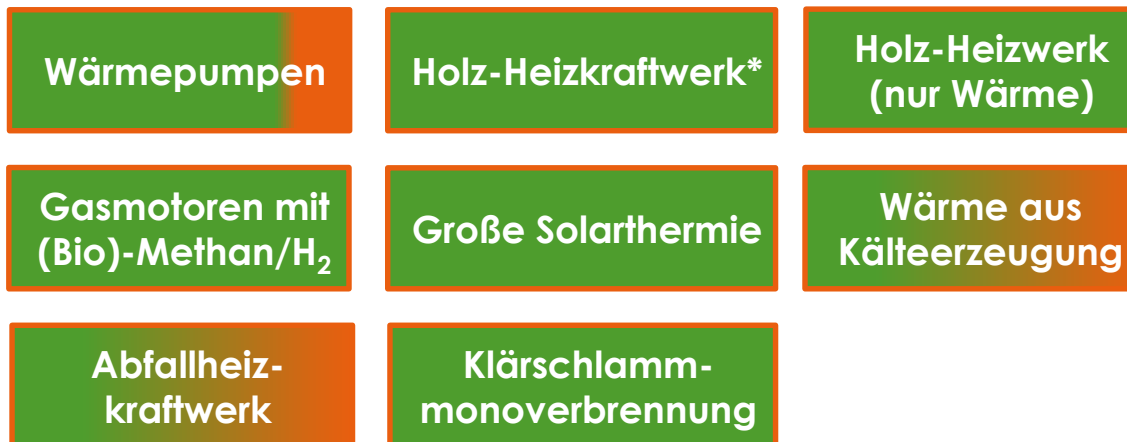 Wärmepumpen
Holz-Heizkraftwerk*
Holz-Heizwerk
(nur Wärme)
Gasmotoren mit
(Bio)-Methan/H₂
Große Solarthermie
Wärme aus
Kälteerzeugung
Abfallheiz-
kraftwerk
Klärschlamm-
monoverbrennung